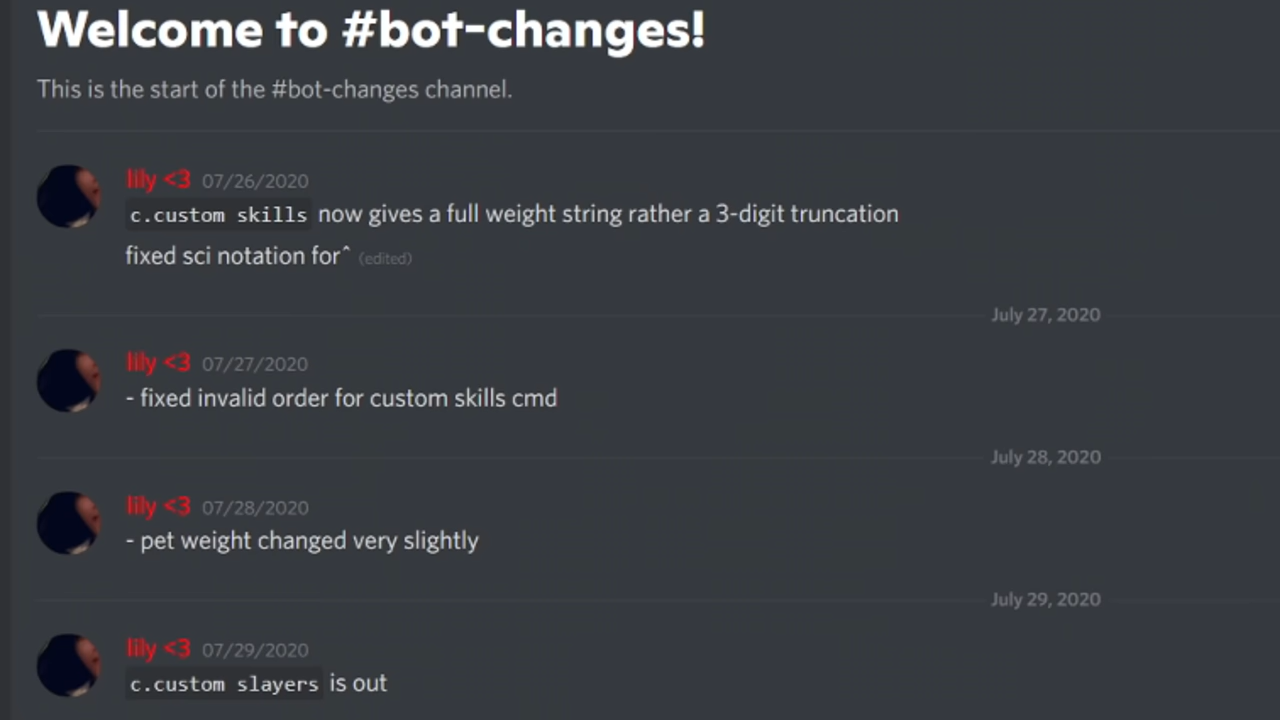 Welcome to #bot-changes!
This is the start of the #bot-changes channel.
lily <3 07/26/2020
c.custom skills now gives a full weight string rather a 3-digit truncation
fixed sci notation for^ (edited)
July 27, 2020
lily <3 07/27/2020
- fixed invalid order for custom skills cmd
July 28, 2020
lily <3 07/28/2020
- pet weight changed very slightly
July 29, 2020
lily <3 07/29/2020
c.custom slayers is out